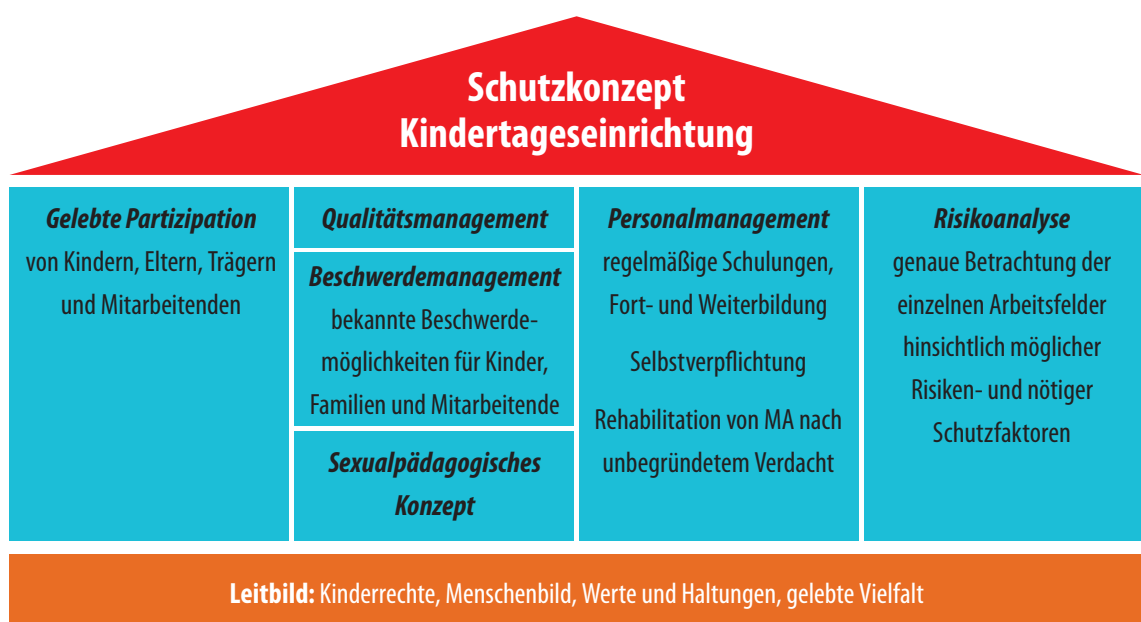 Schutzkonzept
Kindertageseinrichtung
Gelebte Partizipation
von Kindern, Eltern, Trägern
und Mitarbeitenden
Qualitätsmanagement
Beschwerdemanagement
bekannte Beschwerde-
möglichkeiten für Kinder,
Familien und Mitarbeitende
Sexualpädagogisches
Konzept
Personalmanagement
regelmäßige Schulungen,
Fort- und Weiterbildung
Selbstverpflichtung
Rehabilitation von MA nach
unbegründetem Verdacht
Risikoanalyse
genaue Betrachtung der
einzelnen Arbeitsfelder
hinsichtlich möglicher
Risiken- und nötiger
Schutzfaktoren
Leitbild: Kinderrechte, Menschenbild, Werte und Haltungen, gelebte Vielfalt